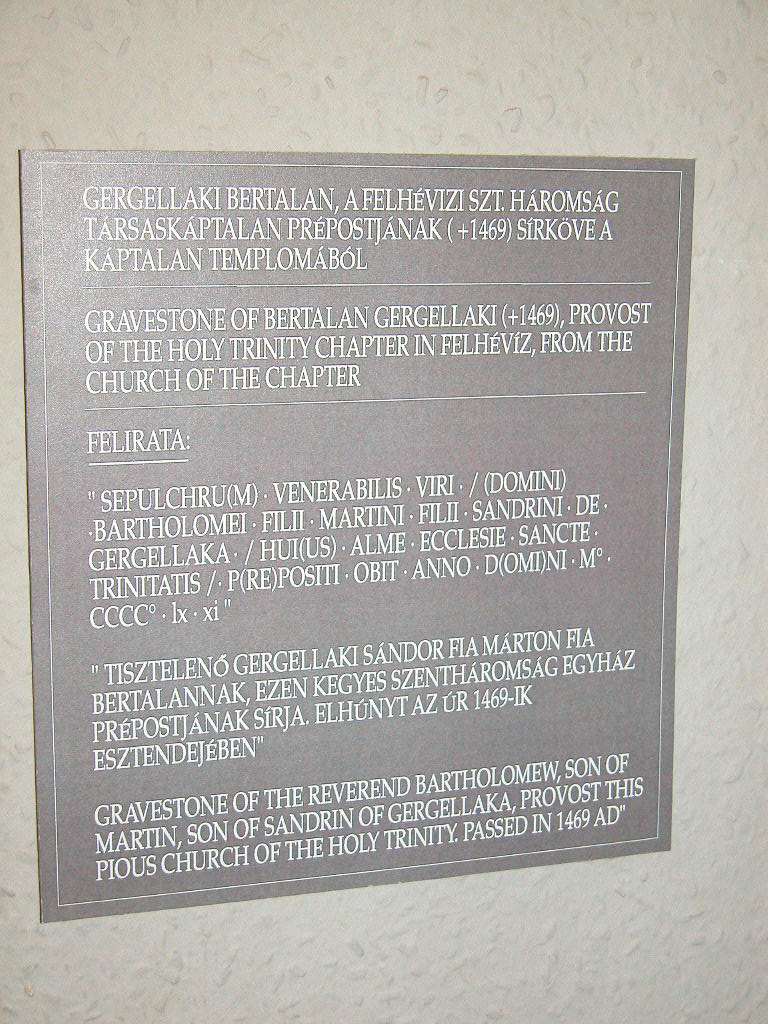 GERGELLAKI BERTALAN, A FELHÉVIZI SZT. HÁROMSÁG
TÁRSASKÁPTALAN PRÉPOSTJÁNAK ( +1469) SÍRKÖVE A
KÁPTALAN TEMPLOMÁBÓL
GRAVESTONE OF BERTALAN GERGELLAKI (+1469), PROVOST
OF THE HOLY TRINITY CHAPTER IN FELHÉVÍZ, FROM THE
CHURCH OF THE CHAPTER
FELIRATA:
" SEPULCHRU(M) · VENERABILIS · VIRI · / (DOMINI)
·BARTHOLOMEI · FILII · MARTINI · FILII · SANDRINI · DE ·
GERGELLAKA · / HUI(US) · ALME · ECCLESIE · SANCTE ·
TRINITATIS / · P(RE)POSITI · OBIT · ANNO · D(OMI)NI · Mº ·
CCCCº · lx · xi "
" TISZTELENŐ GERGELLAKI SÁNDOR FIA MÁRTON FIA
BERTALANNAK, EZEN KEGYES SZENTHÁROMSÁG EGYHÁZ
PRÉPOSTJÁNAK SÍRJA. ELHÚNYT AZ ÚR 1469-IK
ESZTENDEJÉBEN"
GRAVESTONE OF THE REVEREND BARTHOLOMEW, SON OF
MARTIN, SON OF SANDRIN OF GERGELLAKA, PROVOST THIS
PIOUS CHURCH OF THE HOLY TRINITY. PASSED IN 1469 AD"